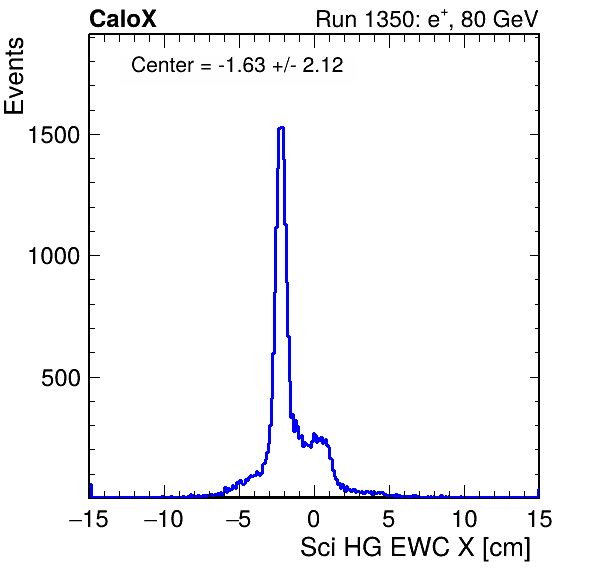 CaloX Run 1350: e+, 80 GeV
Center = -1.63 +/- 2.12
Events
1500
1000
500
−15 −10 −5 0 5 10 15
Sci HG EWC X [cm]